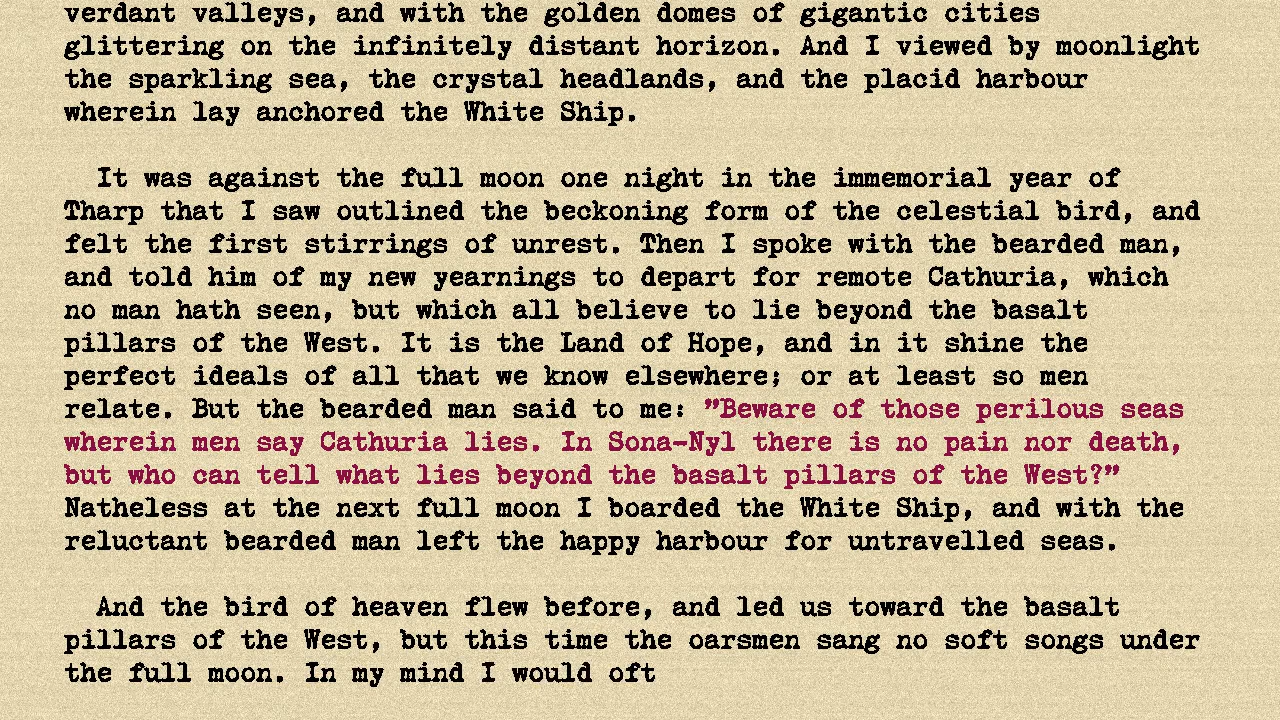 verdant valleys, and with the golden domes of gigantic cities
glittering on the infinitely distant horizon. And I viewed by moonlight
the sparkling sea, the crystal headlands, and the placid harbour
wherein lay anchored the White Ship.
It was against the full moon one night in the immemorial year of
Tharp that I saw outlined the beckoning form of the celestial bird, and
felt the first stirrings of unrest. Then I spoke with the bearded man,
and told him of my new yearnings to depart for remote Cathuria, which
no man hath seen, but which all believe to lie beyond the basalt
pillars of the West. It is the Land of Hope, and in it shine the
perfect ideals of all that we know elsewhere; or at least so men
relate. But the bearded man said to me: ”Beware of those perilous seas
wherein men say Cathuria lies. In Sona-Nyl there is no pain nor death,
but who can tell what lies beyond the basalt pillars of the West?”
Natheless at the next full moon I boarded the White Ship, and with the
reluctant bearded man left the happy harbour for untravelled seas.
And the bird of heaven flew before, and led us toward the basalt
pillars of the West, but this time the oarsmen sang no soft songs under
the full moon. In my mind I would oft